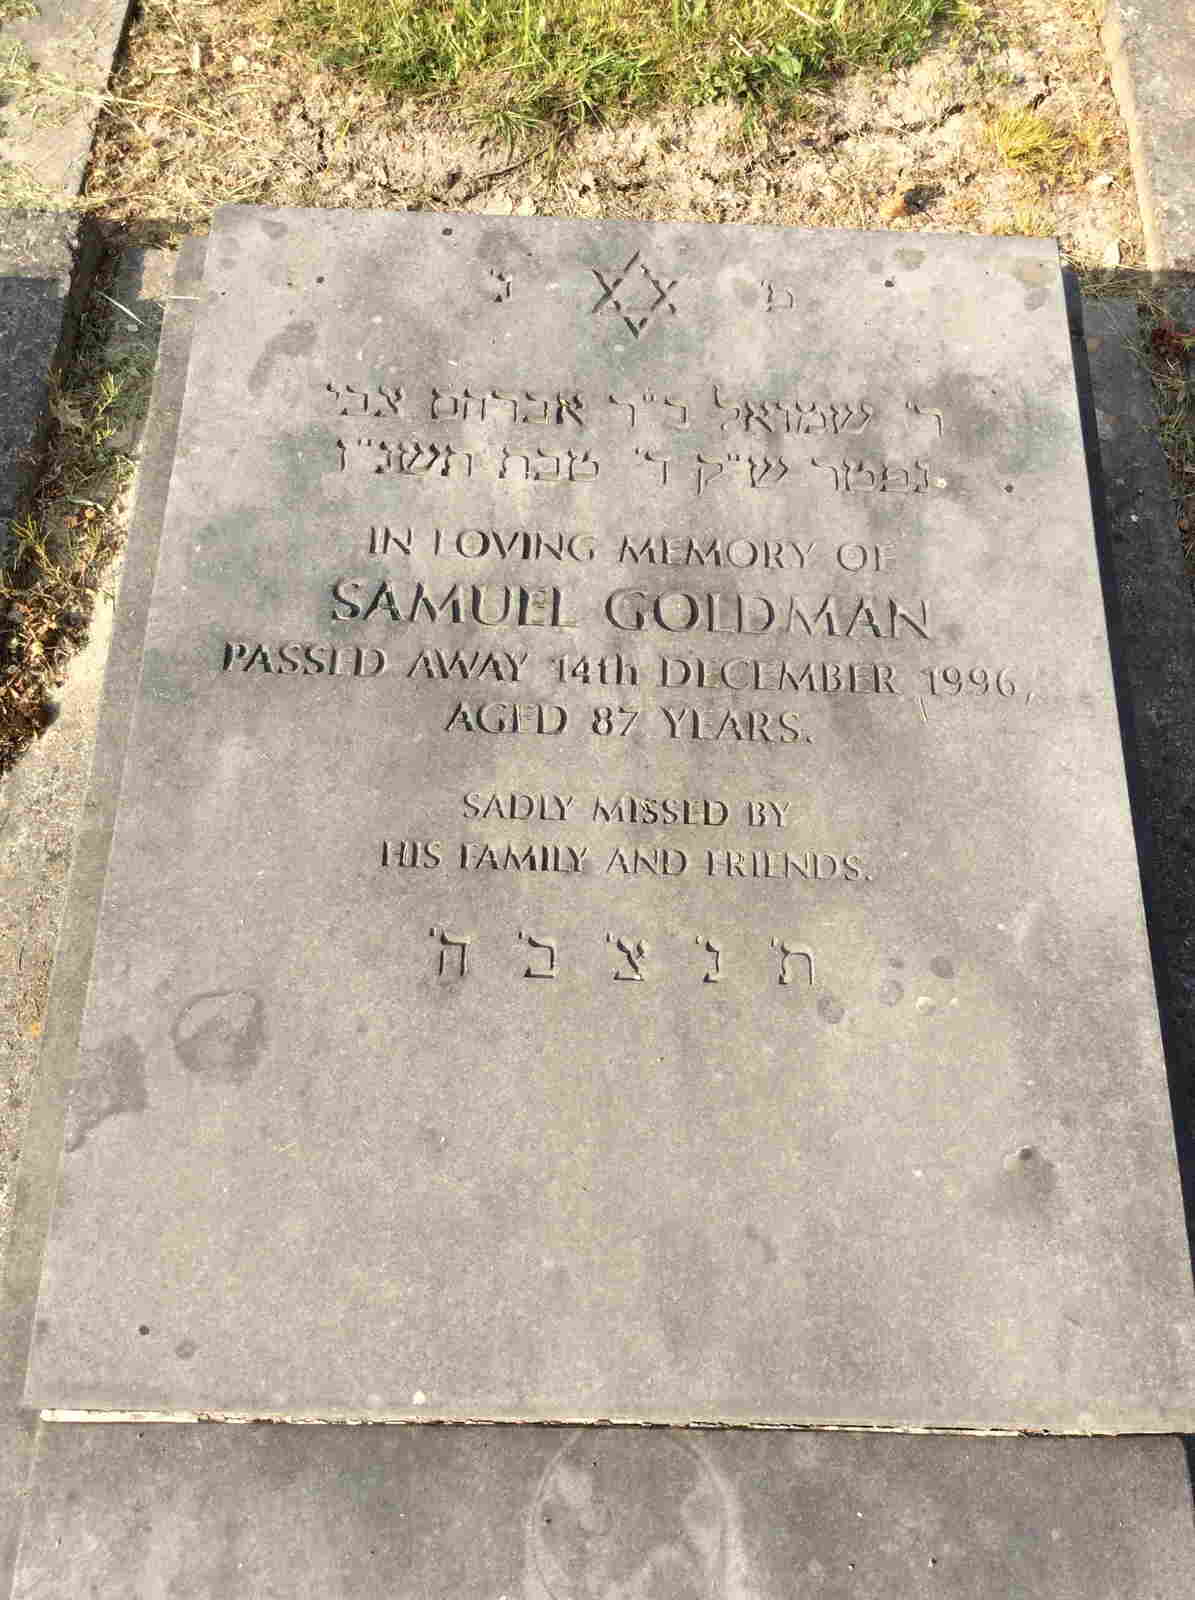 פ' נ'
ר' שמואל ב"ר אברהם צבי
נפטר ש"ק ד' טבת תשנ"ז
IN LOVING MEMORY OF
SAMUEL GOLDMAN
PASSED AWAY 14th DECEMBER 1996,
AGED 87 YEARS.
SADLY MISSED BY
HIS FAMILY AND FRIENDS.
ת' נ' צ' ב' ה'